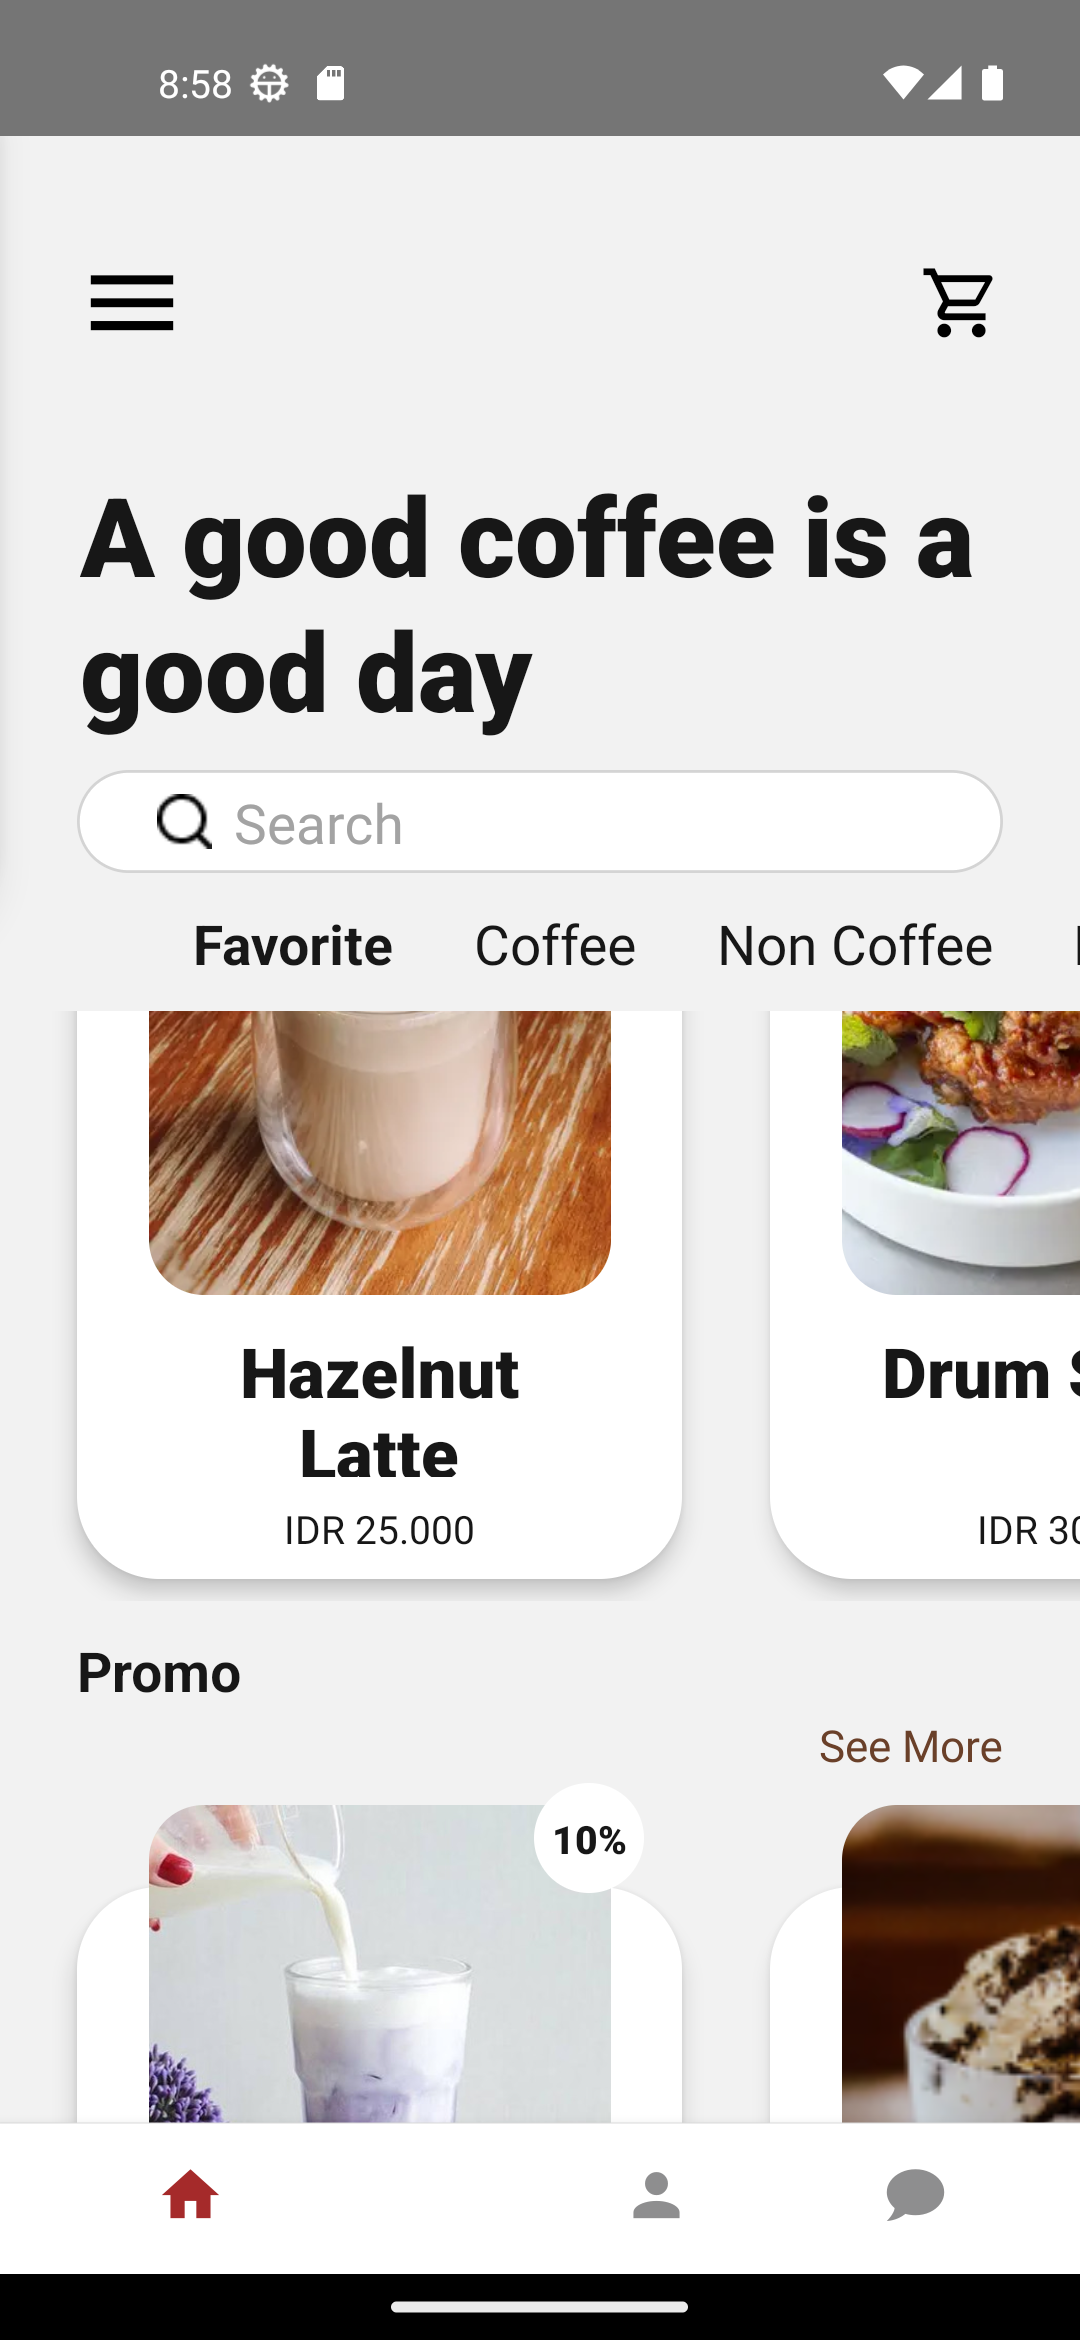 8:58
A good coffee is a
good day
Search
Favorite Coffee Non Coffee
Hazelnut
Latte
IDR 25.000
Drum
IDR 30
Promo
See More
10%